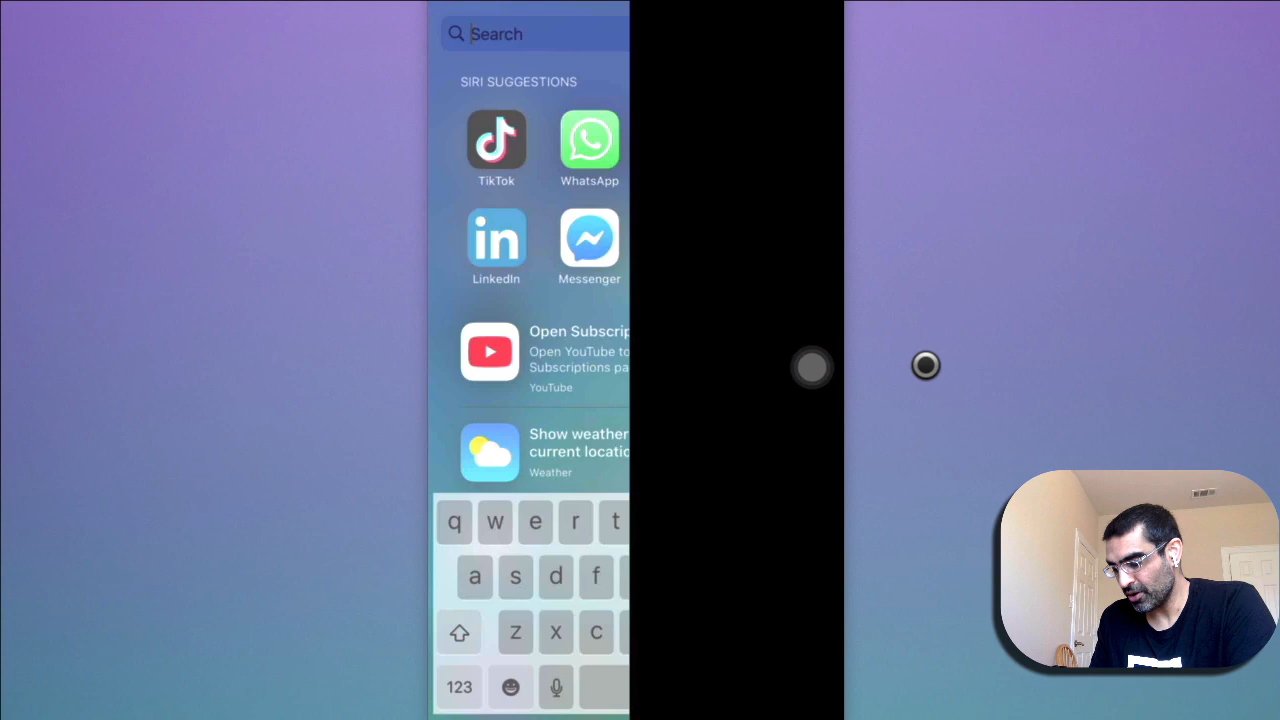 Search
SIRI SUGGESTIONS
TikTok
WhatsApp
in
LinkedIn
Messenger
Open Subscrip
Open YouTube to
Subscriptions pa
YouTube
Show weather
current locatio
Weather
q w e r t
a s d f
z x c
123